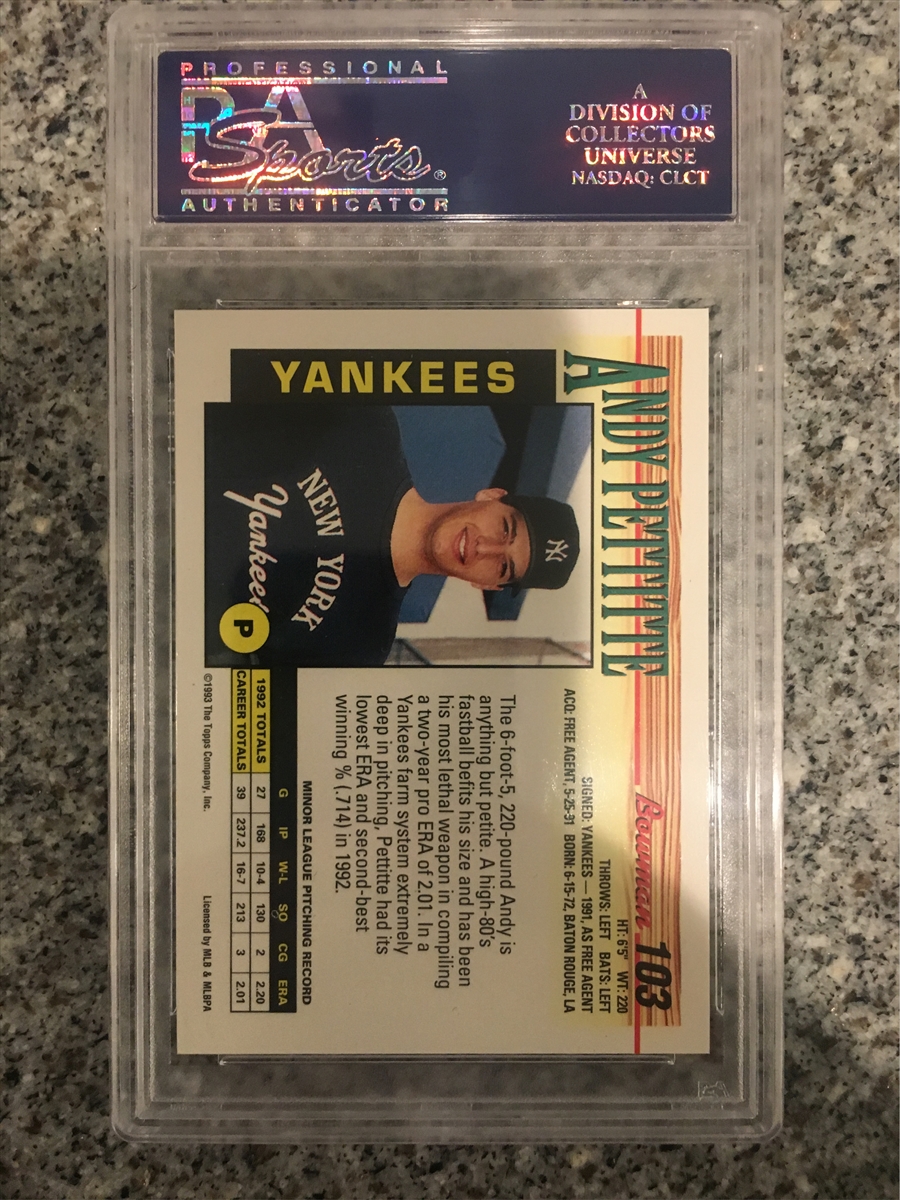 PROFESSIONAL
PSA
Sports®
AUTHENTICATOR
A
DIVISION OF
COLLECTORS
UNIVERSE
NASDAQ: CLCT
ANDY PETTITTE
Bowman 103
YANKEES
NY
NEW YORK
Yankees
P
HT: 6'5" WT: 220
THROWS: LEFT BATS: LEFT
SIGNED: YANKEES — 1991, AS FREE AGENT
ACQ: FREE AGENT, 5-25-91 BORN: 6-15-72, BATON ROUGE, LA
The 6-foot-5, 220-pound Andy is
anything but petite. A high-80's
fastball befits his size and has been
his most lethal weapon in compiling
a two-year pro ERA of 2.01. In a
Yankees farm system extremely
deep in pitching, Pettitte had its
lowest ERA and second-best
winning % (.714) in 1992.
MINOR LEAGUE PITCHING RECORD
G IP W-L SO CG ERA
1992 TOTALS 27 168 10-4 130 2 2.20
CAREER TOTALS 39 237.2 16-7 213 3 2.01
©1993 The Topps Company, Inc. Licensed by MLB & MLBPA